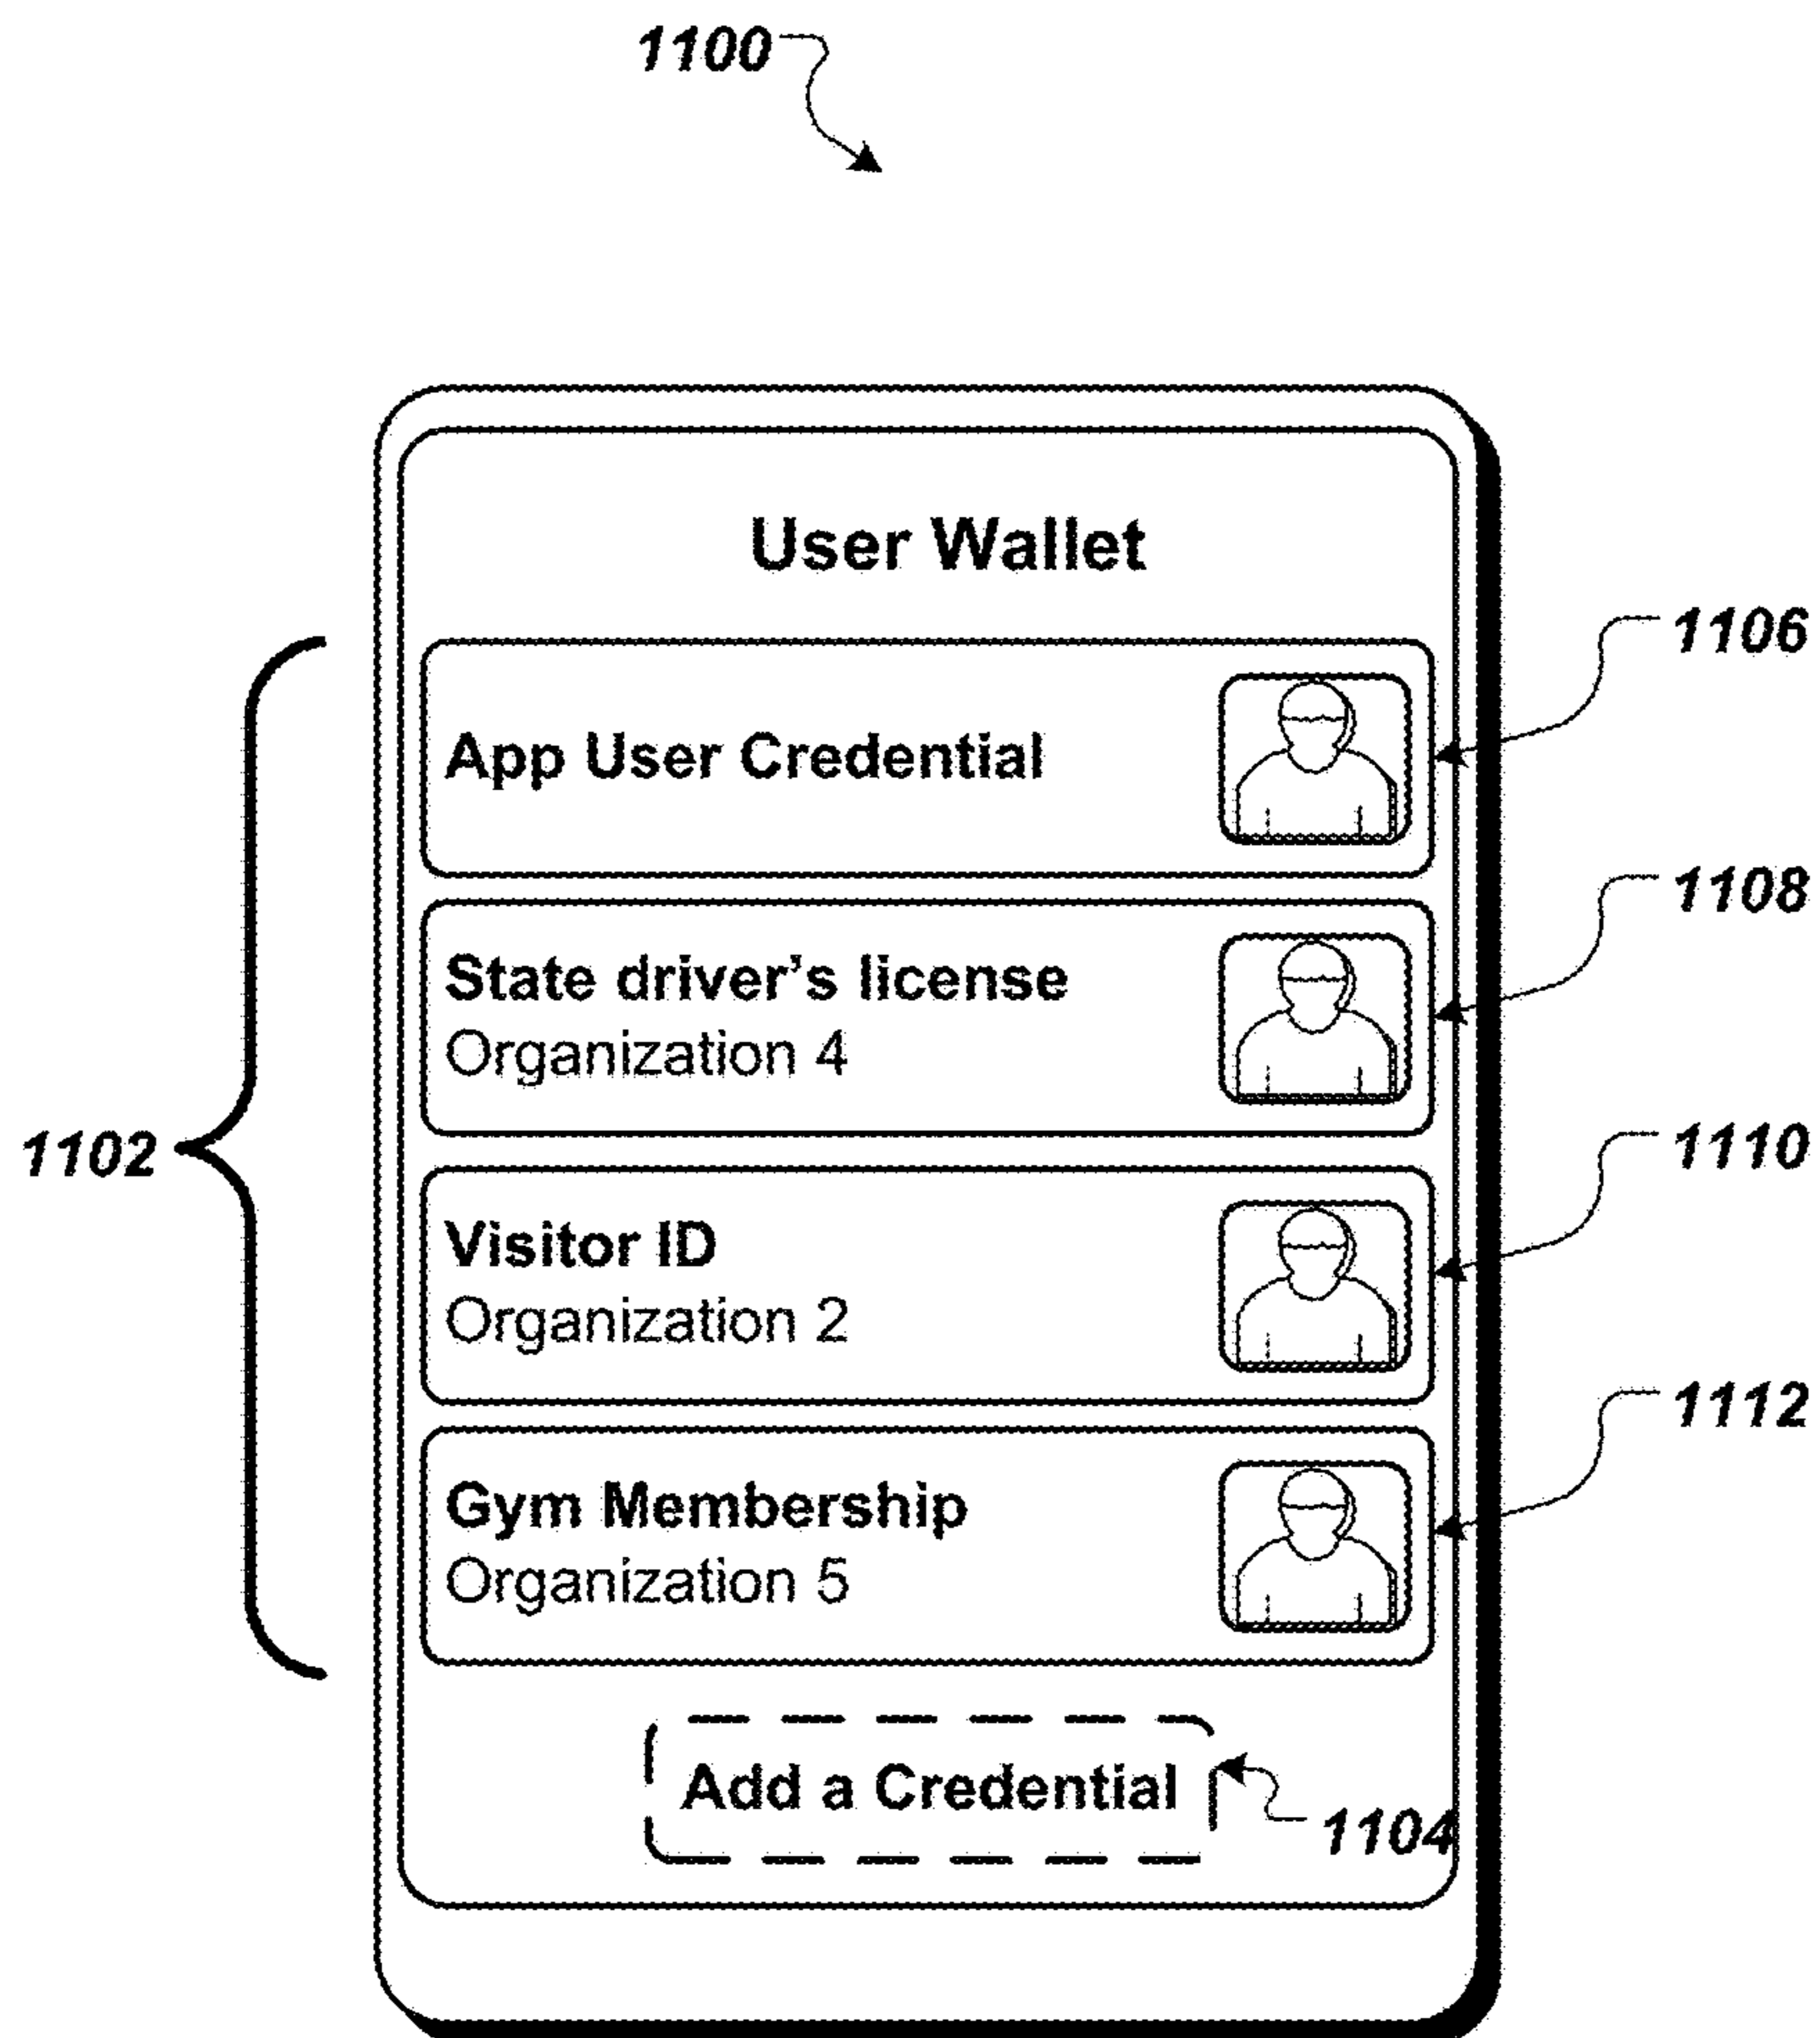 1100
User Wallet
1106
App User Credential
1108
State driver's license
Organization 4
1110
1102
Visitor ID
Organization 2
1112
Gym Membership
Organization 5
Add a Credential
1104